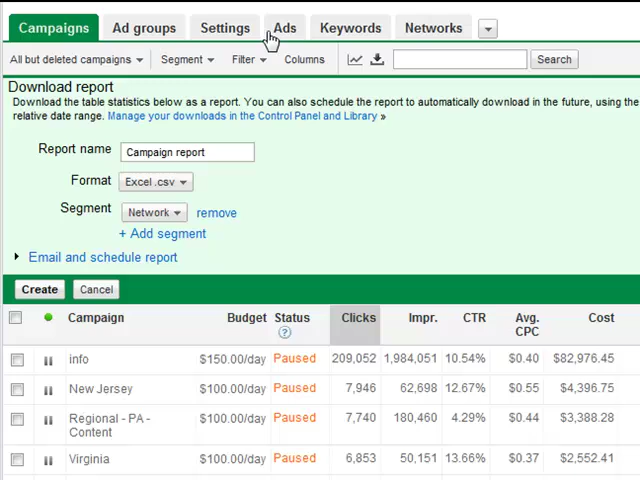 Campaigns Ad groups Settings Ads Keywords Networks
All but deleted campaigns Segment Filter Columns Search
Download report
Download the table statistics below as a report. You can also schedule the report to automatically download in the future, using the
relative date range. Manage your downloads in the Control Panel and Library »
Report name Campaign report
Format Excel .csv
Segment Network remove
+ Add segment
Email and schedule report
Create Cancel
Campaign Budget Status ? Clicks Impr. CTR Avg. CPC Cost
info $150.00/day Paused 209,052 1,984,051 10.54% $0.40 $82,976.45
New Jersey $100.00/day Paused 7,946 62,698 12.67% $0.55 $4,396.75
Regional - PA - $100.00/day Paused 7,740 180,460 4.29% $0.44 $3,388.28
Content
Virginia $100.00/day Paused 6,853 50,151 13.66% $0.37 $2,552.41